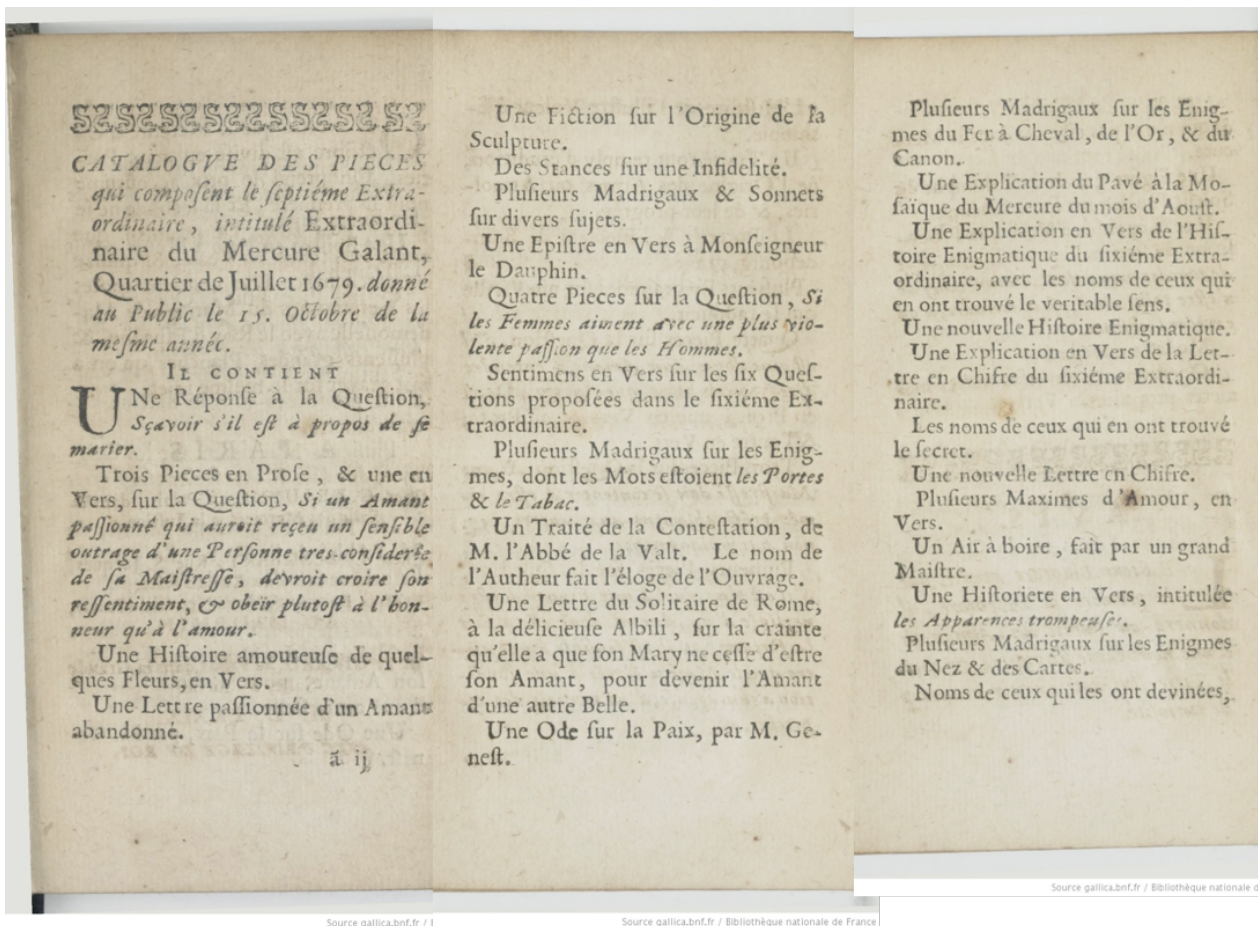 CATALOGVE DES PIECES
qui composent le septiéme Extra-
ordinaire, intitulé Extraordi-
naire du Mercure Galant,
Quartier de Juillet 1679. donné
au Public le 15. Octobre de la
mesme année.
IL CONTIENT
UNe Réponse à la Question,
Sçavoir s'il est à propos de se
marier.
Trois Pieces en Prose, & une en
Vers, sur la Question, Si un Amant
passionné qui auroit reçeu un sensible
outrage d'une Personne tres-considerée
de sa Maistresse, devroit croire son
ressentiment, & obeïr plutost à l'hon-
neur qu'à l'amour.
Une Histoire amoureuse de quel-
ques Fleurs, en Vers.
Une Lettre passionnée d'un Amant
abandonné.
ã ij
Une Fiction sur l'Origine de la
Sculpture.
Des Stances sur une Infidelité.
Plusieurs Madrigaux & Sonnets
sur divers sujets.
Une Epistre en Vers à Monseigneur
le Dauphin.
Quatre Pieces sur la Question, Si
les Femmes aiment avec une plus vio-
lente passion que les Hommes.
Sentimens en Vers sur les six Ques-
tions proposées dans le sixiéme Ex-
traordinaire.
Plusieurs Madrigaux sur les Enig-
mes, dont les Mots estoient les Portes
& le Tabac.
Un Traité de la Contestation, de
M. l'Abbé de la Valt. Le nom de
l'Autheur fait l'éloge de l'Ouvrage.
Une Lettre du Solitaire de Rome,
à la délicieuse Albili, sur la crainte
qu'elle a que son Mary ne cesse d'estre
son Amant, pour devenir l'Amant
d'une autre Belle.
Une Ode sur la Paix, par M. Ge-
nest.
Plusieurs Madrigaux sur les Enig-
mes du Fer à Cheval, de l'Or, & du
Canon.
Une Explication du Pavé à la Mo-
saïque du Mercure du mois d'Aoust.
Une Explication en Vers de l'His-
toire Enigmatique du sixiéme Extra-
ordinaire, avec les noms de ceux qui
en ont trouvé le veritable sens.
Une nouvelle Histoire Enigmatique.
Une Explication en Vers de la Let-
tre en Chifre du sixiéme Extraordi-
naire.
Les noms de ceux qui en ont trouvé
le secret.
Une nouvelle Lettre en Chifre.
Plusieurs Maximes d'Amour, en
Vers.
Un Air à boire, fait par un grand
Maistre.
Une Historiete en Vers, intitulée
les Apparences trompeuses.
Plusieurs Madrigaux sur les Enigmes
du Nez & des Cartes.
Noms de ceux qui les ont devinées,
Source gallica.bnf.fr /
Source gallica.bnf.fr / Bibliothèque nationale de France
Source gallica.bnf.fr / Bibliothèque nationale d